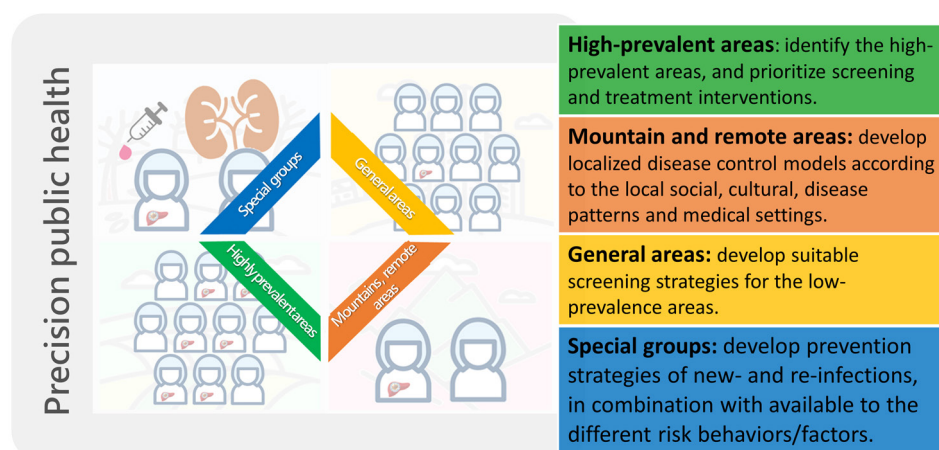 Precision public health
Special groups
General areas
Highly prevalent areas
Mountains, remote
areas
High-prevalent areas: identify the high-
prevalent areas, and prioritize screening
and treatment interventions.
Mountain and remote areas: develop
localized disease control models according
to the local social, cultural, disease
patterns and medical settings.
General areas: develop suitable
screening strategies for the low-
prevalence areas.
Special groups: develop prevention
strategies of new- and re-infections,
in combination with available to the
different risk behaviors/factors.